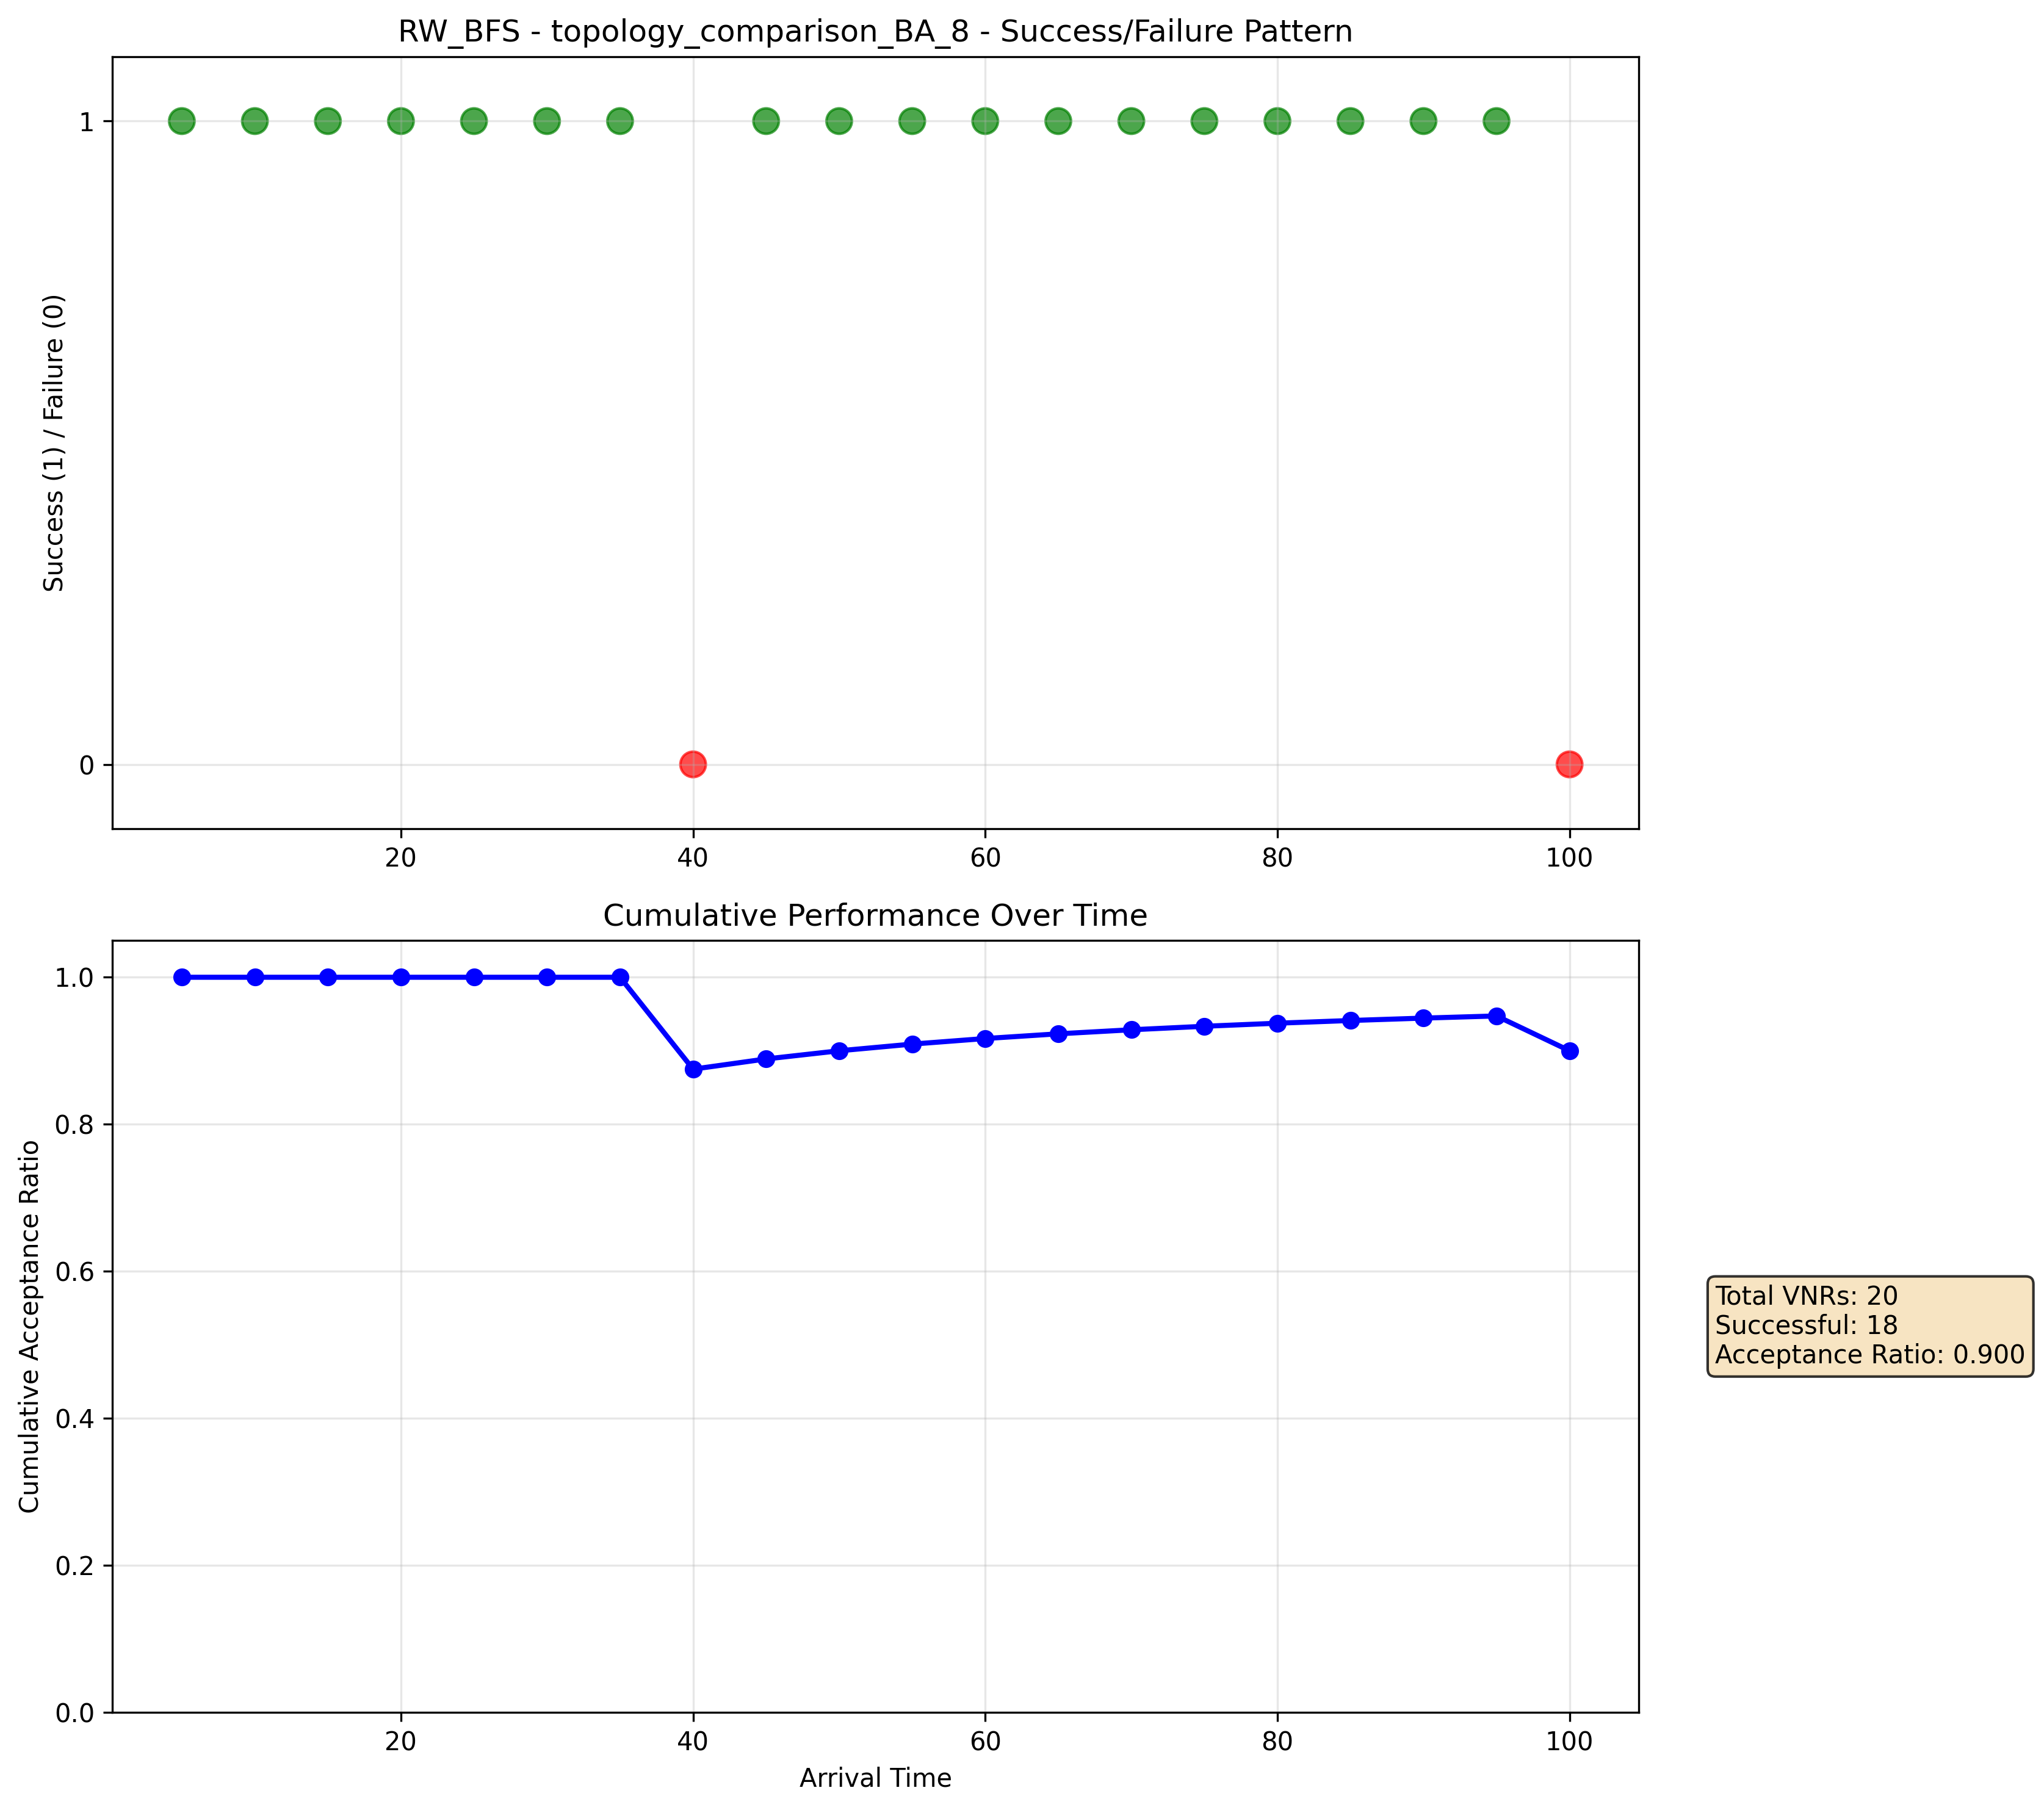 RW_BFS - topology_comparison_BA_8 - Success/Failure Pattern
Success (1) / Failure (0)
1
0
20 40 60 80 100
Cumulative Performance Over Time
Cumulative Acceptance Ratio
1.0
0.8
0.6
0.4
0.2
0.0
20 40 60 80 100
Arrival Time
Total VNRs: 20
Successful: 18
Acceptance Ratio: 0.900